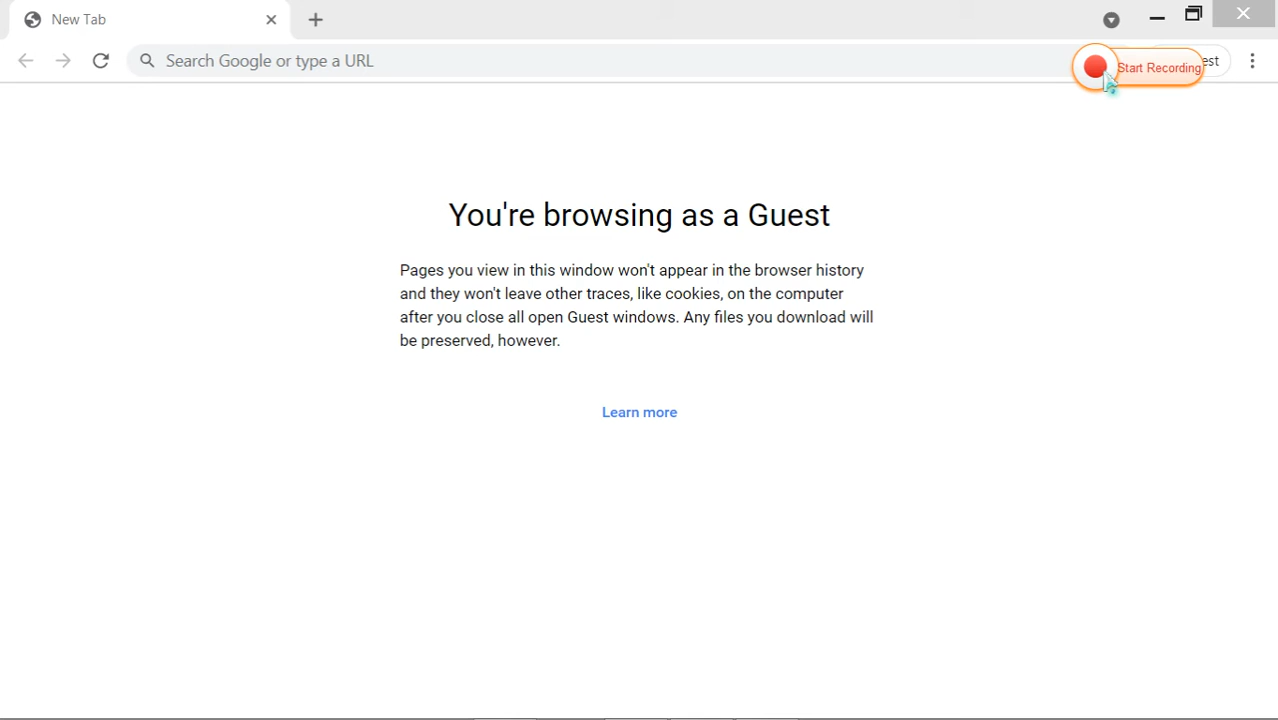 New Tab
Search Google or type a URL
Start Recording
est
You're browsing as a Guest
Pages you view in this window won't appear in the browser history
and they won't leave other traces, like cookies, on the computer
after you close all open Guest windows. Any files you download will
be preserved, however.
Learn more